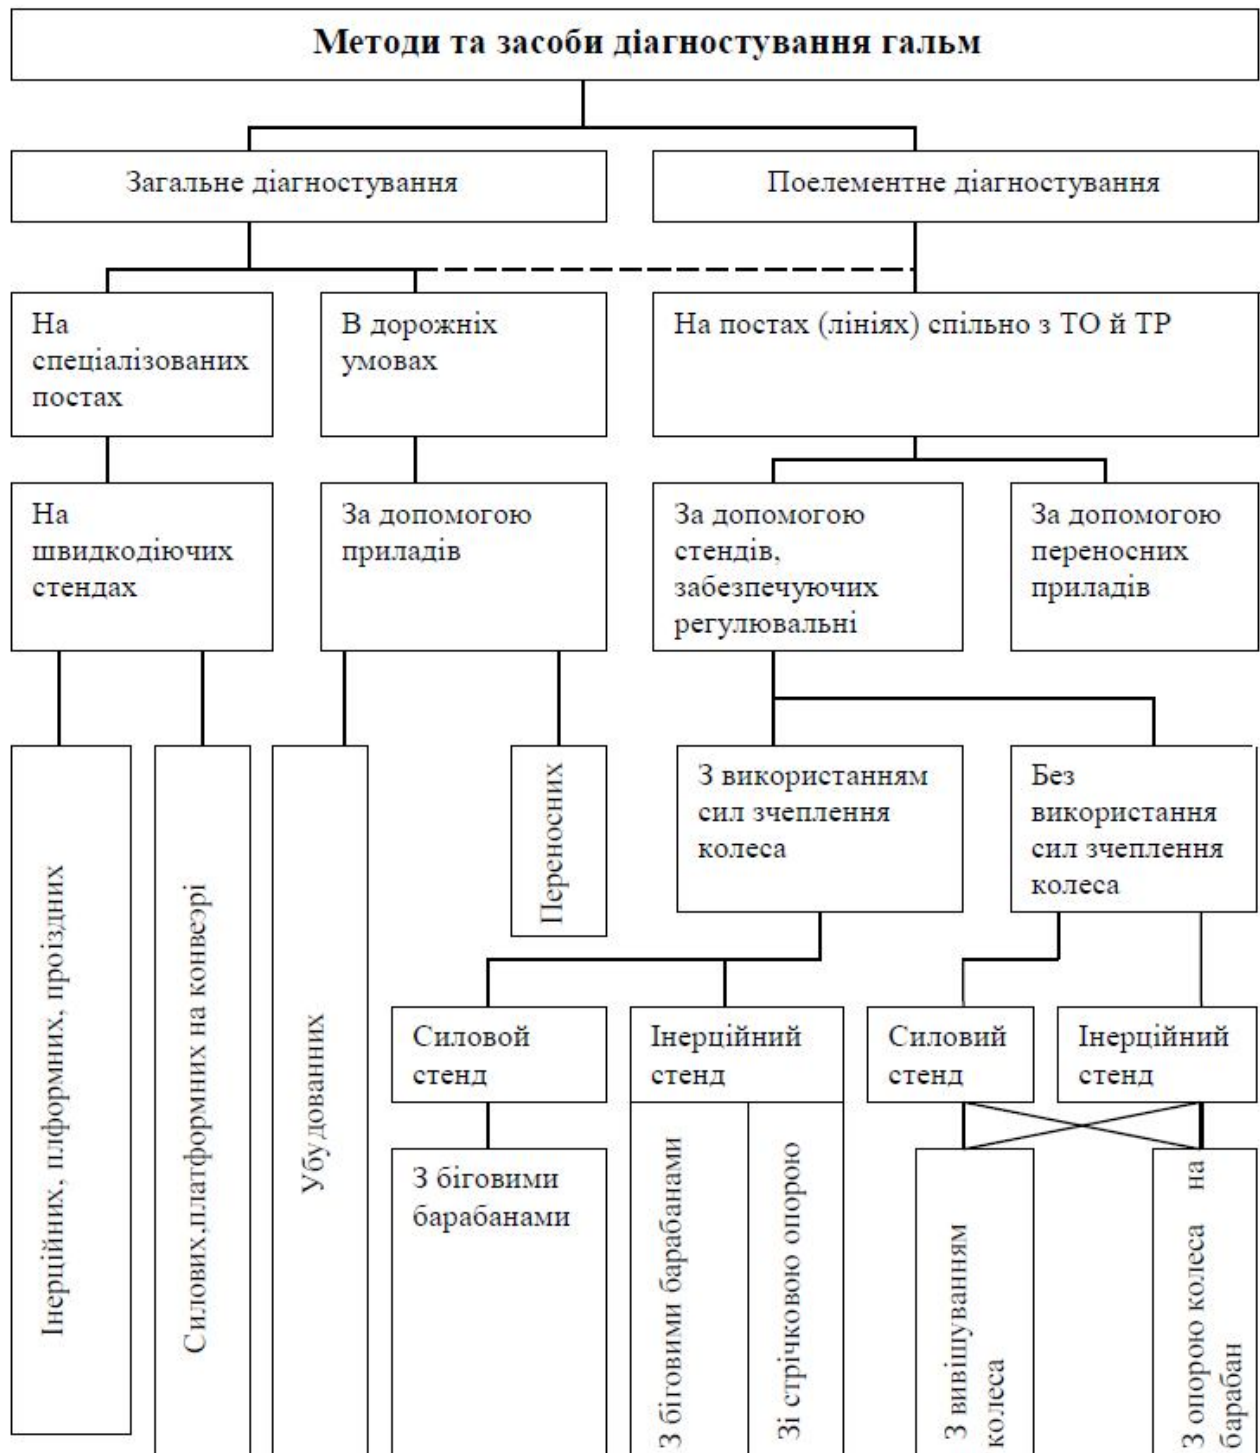 Методи та засоби діагностування гальм
Загальне діагностування
Поелементне діагностування
На
спеціалізованих
постах
В дорожніх
умовах
На постах (лініях) спільно з ТО й ТР
На
швидкодіючих
стендах
За допомогою
приладів
За допомогою
стендів,
забезпечуючих
регулювальні
За допомогою
переносних
приладів
Інерційних, плформних, проїздних
Силових,платформних на конвеэрі
Убудованних
Переносних
З використанням
сил зчеплення
колеса
Без
використання
сил зчеплення
колеса
Силовой
стенд
Інерційний
стенд
Силовий
стенд
Інерційний
стенд
З біговими
барабанами
З біговими барабанами
Зі стрічковою опорою
З вивішуванням
колеса
З опорою колеса на
барабан